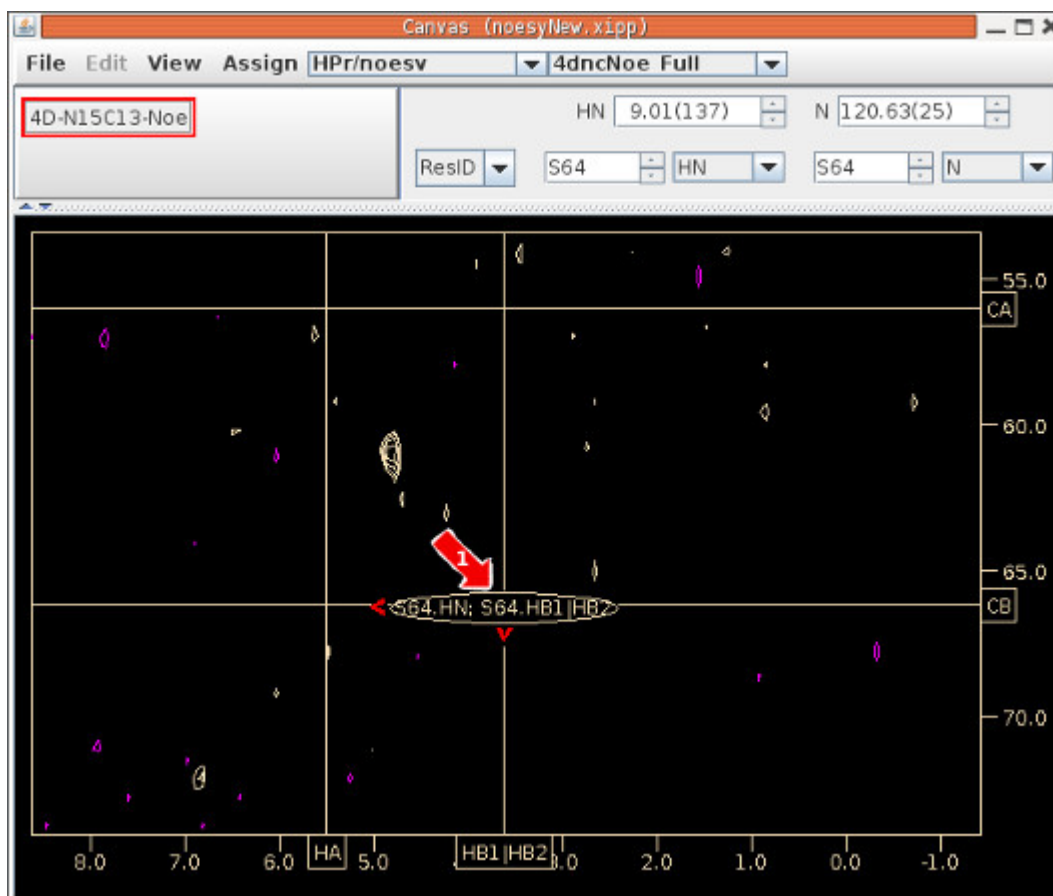 Canvas (noesyNew.xipp)
File Edit View Assign HPr/noesv 4dncNoe Full
4D-N15C13-Noe
HN 9.01(137) N 120.63(25)
ResID S64 HN S64 N
55.0
CA
60.0
1
65.0
S64.HN; S64.HB1|HB2
CB
70.0
8.0 7.0 6.0 HA 5.0 HB1|HB2 2.0 1.0 0.0 -1.0